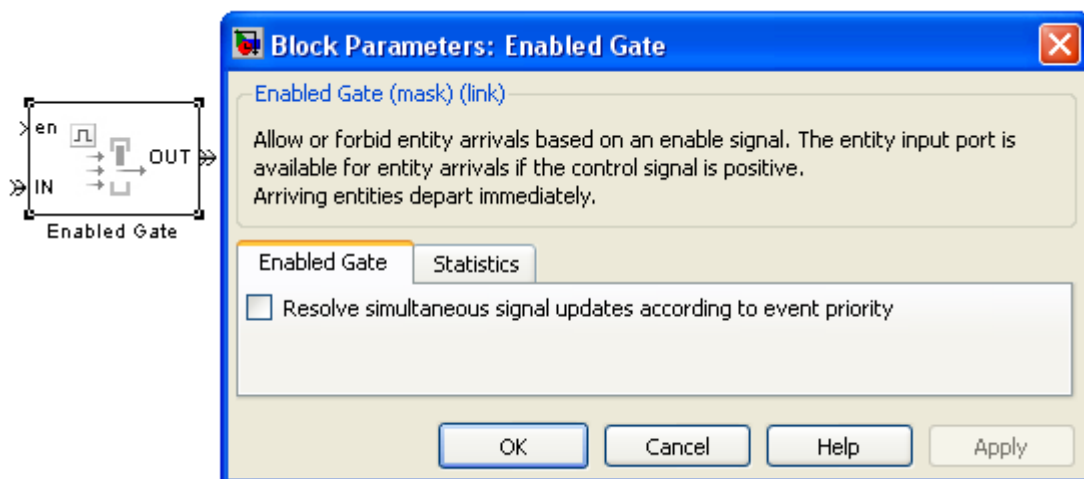 en
OUT
IN
Enabled Gate
Block Parameters: Enabled Gate
Enabled Gate (mask) (link)
Allow or forbid entity arrivals based on an enable signal. The entity input port is
available for entity arrivals if the control signal is positive.
Arriving entities depart immediately.
Enabled Gate Statistics
Resolve simultaneous signal updates according to event priority
OK Cancel Help Apply